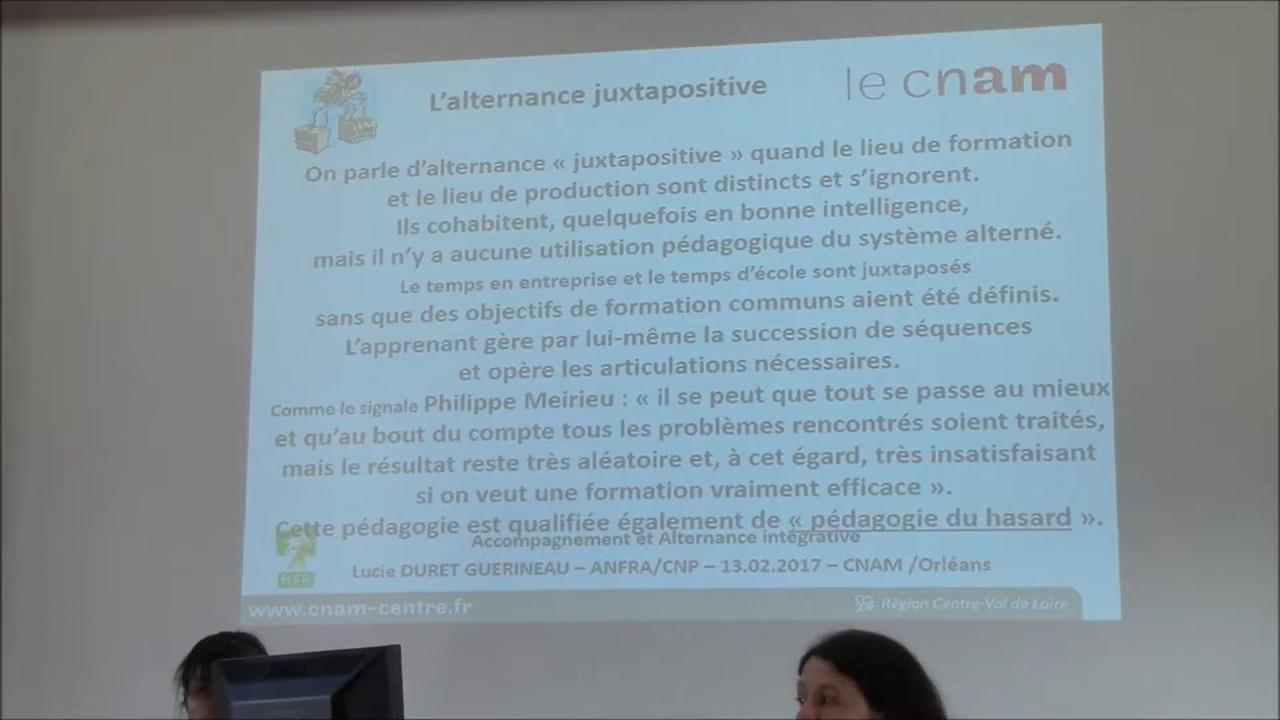 L'alternance juxtapositive
le cnam
On parle d'alternance « juxtapositive » quand le lieu de formation
et le lieu de production sont distincts et s'ignorent.
Ils cohabitent, quelquefois en bonne intelligence,
mais il n'y a aucune utilisation pédagogique du système alterné.
Le temps en entreprise et le temps d'école sont juxtaposés
sans que des objectifs de formation communs aient été définis.
L'apprenant gère par lui-même la succession de séquences
et opère les articulations nécessaires.
Comme le signale Philippe Meirieu : « il se peut que tout se passe au mieux
et qu'au bout du compte tous les problèmes rencontrés soient traités,
mais le résultat reste très aléatoire et, à cet égard, très insatisfaisant
si on veut une formation vraiment efficace ».
Cette pédagogie est qualifiée également de « pédagogie du hasard ».
Accompagnement et Alternance intégrative
MFR
Lucie DURET GUERINEAU – ANFRA/CNP – 13.02.2017 – CNAM /Orléans
www.cnam-centre.fr
Région Centre-Val de Loire